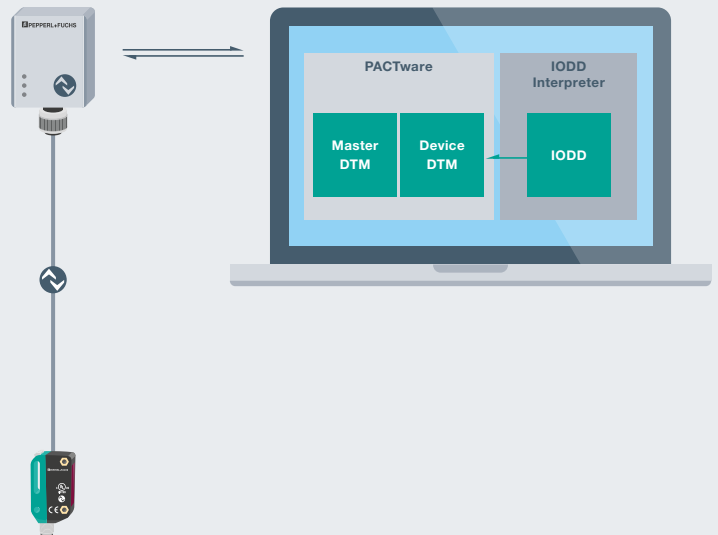 PEPPERL+FUCHS
PACTware
IODD
Interpreter
Master
DTM
Device
DTM
IODD